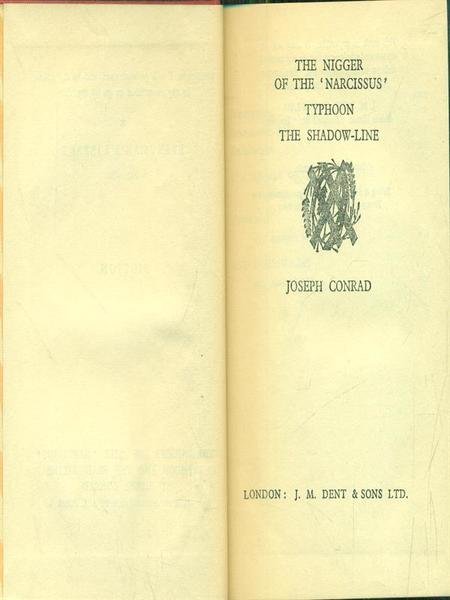 THE NIGGER
OF THE 'NARCISSUS'
TYPHOON
THE SHADOW-LINE
JOSEPH CONRAD
LONDON: J. M. DENT & SONS LTD.